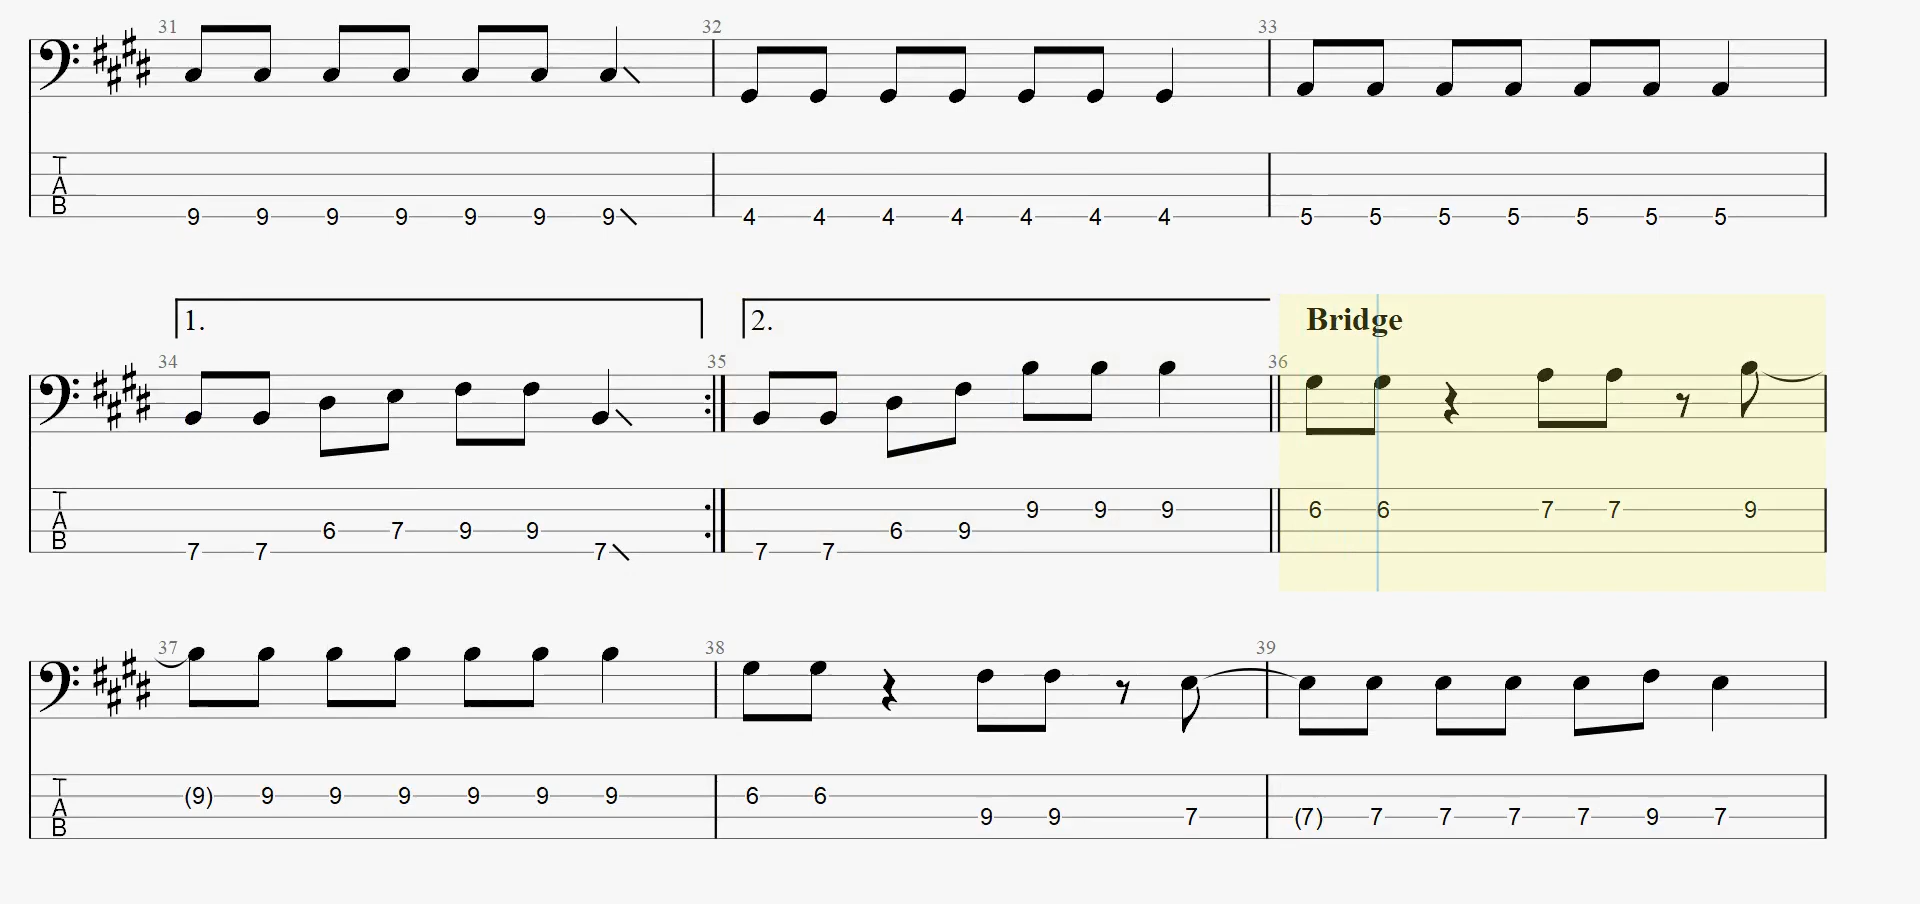 31 32 33
T
A
B
9 9 9 9 9 9 9 4 4 4 4 4 4 4 5 5 5 5 5 5 5
1. 2. Bridge
34 35 36
T
A
B
9 9 9 6 6 7 7 9
6 7 9 9 6 9
7 7 7 7 7
37 38 39
T
A
B
(9) 9 9 9 9 9 9 6 6
9 9 7 (7) 7 7 7 7 9 7